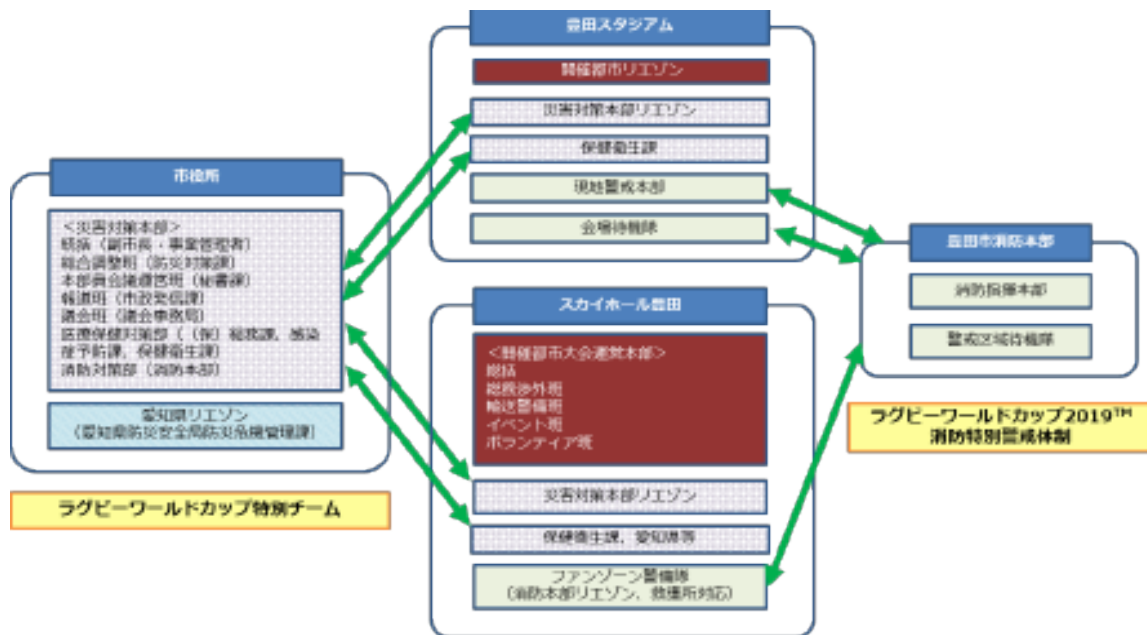 豊田スタジアム
開催都市リエゾン
災害対策本部リエゾン
保健衛生課
現地警戒本部
会場待機隊
市役所
＜災害対策本部＞
統括（副市長・事業管理者）
総合調整班（防災対策課）
本部員会議運営班（秘書課）
報道班（市政発信課）
議会班（議会事務局）
医療保健対策部（（保）総務課、感染
症予防課、保健衛生課）
消防対策部（消防本部）
愛知県リエゾン
（愛知県防災安全局防災危機管理課）
ラグビーワールドカップ特別チーム
スカイホール豊田
＜開催都市大会運営本部＞
総括
総務渉外班
輸送警備班
イベント班
ボランティア班
災害対策本部リエゾン
保健衛生課、愛知県等
ファンゾーン警備隊
（消防本部リエゾン、救護所対応）
豊田市消防本部
消防指揮本部
警戒区域待機隊
ラグビーワールドカップ2019™
消防特別警戒体制